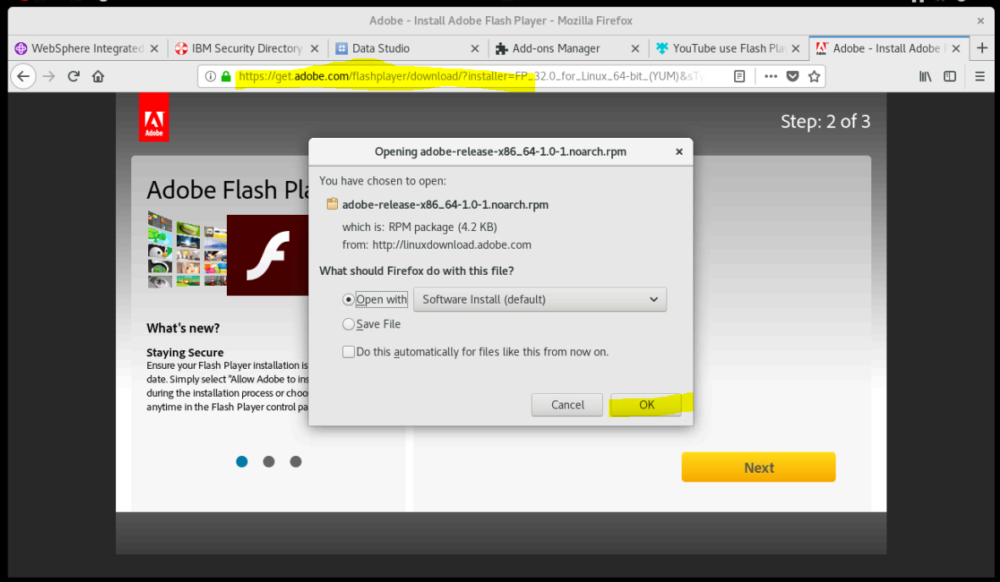 Adobe - Install Adobe Flash Player - Mozilla Firefox
WebSphere Integrated
IBM Security Directory
Data Studio
Add-ons Manager
YouTube use Flash Pla
Adobe - Install Adobe F
https://get.adobe.com/flashplayer/download/?installer=FP_32.0_for_Linux_64-bit_(YUM)&sTy
Adobe
Step: 2 of 3
Adobe Flash Pla
Opening adobe-release-x86_64-1.0-1.noarch.rpm
You have chosen to open:
adobe-release-x86_64-1.0-1.noarch.rpm
which is: RPM package (4.2 KB)
from: http://linuxdownload.adobe.com
What should Firefox do with this file?
Open with
Software Install (default)
Save File
Do this automatically for files like this from now on.
Cancel
OK
What's new?
Staying Secure
Ensure your Flash Player installation is
date. Simply select "Allow Adobe to ins
during the installation process or choo
anytime in the Flash Player control pa
Next